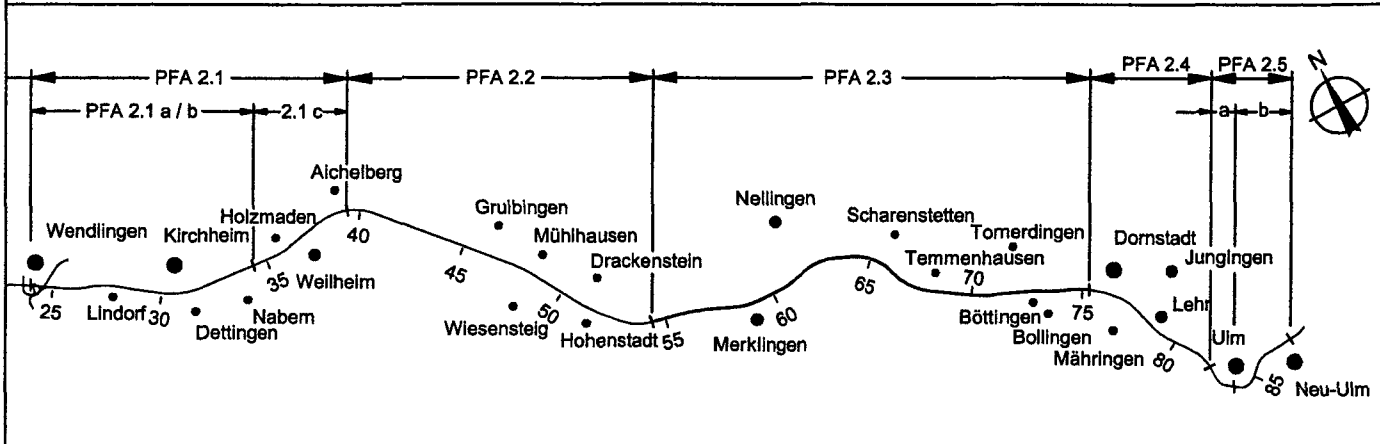 PFA 2.1
PFA 2.2
PFA 2.3
PFA 2.4
PFA 2.5
N
PFA 2.1 a / b
2.1 c
a
b
Aichelberg
Wendlingen
Holzmaden
Kirchheim
40
Gruibingen
Mühlhausen
Drackenstein
Nellingen
Scharenstetten
Tomerdingen
Temmenhausen
Dornstadt
Jungingen
35
Weilheim
45
65
70
25
Lindorf
30
Nabern
Dettingen
Wiesensteig
50
Hohenstadt
55
60
Merklingen
75
Böttingen
Bollingen
Mähringen
Lehr
80
Ulm
85
Neu-Ulm